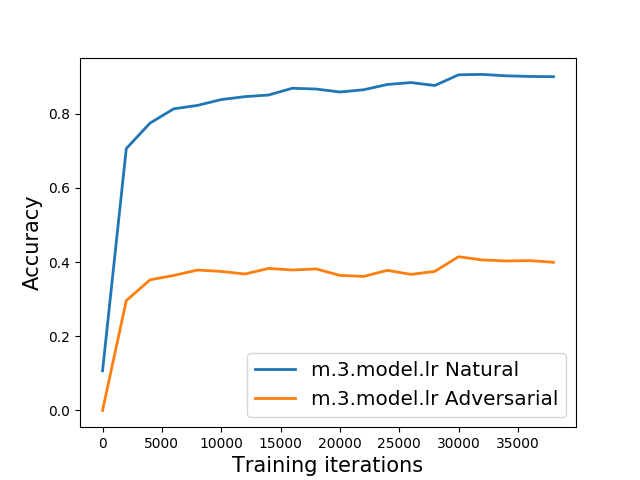 Accuracy
0.8
0.6
0.4
0.2
0.0
m.3.model.lr Natural
m.3.model.lr Adversarial
0 5000 10000 15000 20000 25000 30000 35000
Training iterations